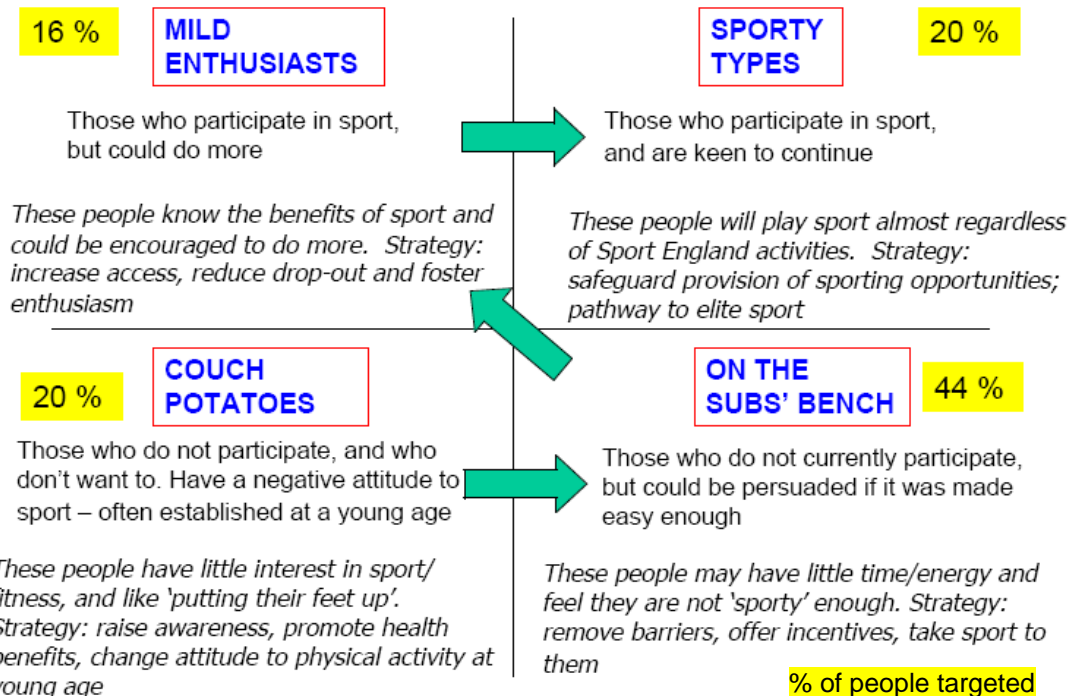 16 %
MILD
ENTHUSIASTS
Those who participate in sport,
but could do more
These people know the benefits of sport and
could be encouraged to do more.  Strategy:
increase access, reduce drop-out and foster
enthusiasm
SPORTY
TYPES
20 %
Those who participate in sport,
and are keen to continue
These people will play sport almost regardless
of Sport England activities.  Strategy:
safeguard provision of sporting opportunities;
pathway to elite sport
20 %
COUCH
POTATOES
Those who do not participate, and who
don't want to. Have a negative attitude to
sport – often established at a young age
These people have little interest in sport/
fitness, and like 'putting their feet up'.
Strategy: raise awareness, promote health
benefits, change attitude to physical activity at
young age
ON THE
SUBS' BENCH
44 %
Those who do not currently participate,
but could be persuaded if it was made
easy enough
These people may have little time/energy and
feel they are not 'sporty' enough. Strategy:
remove barriers, offer incentives, take sport to
them
% of people targeted